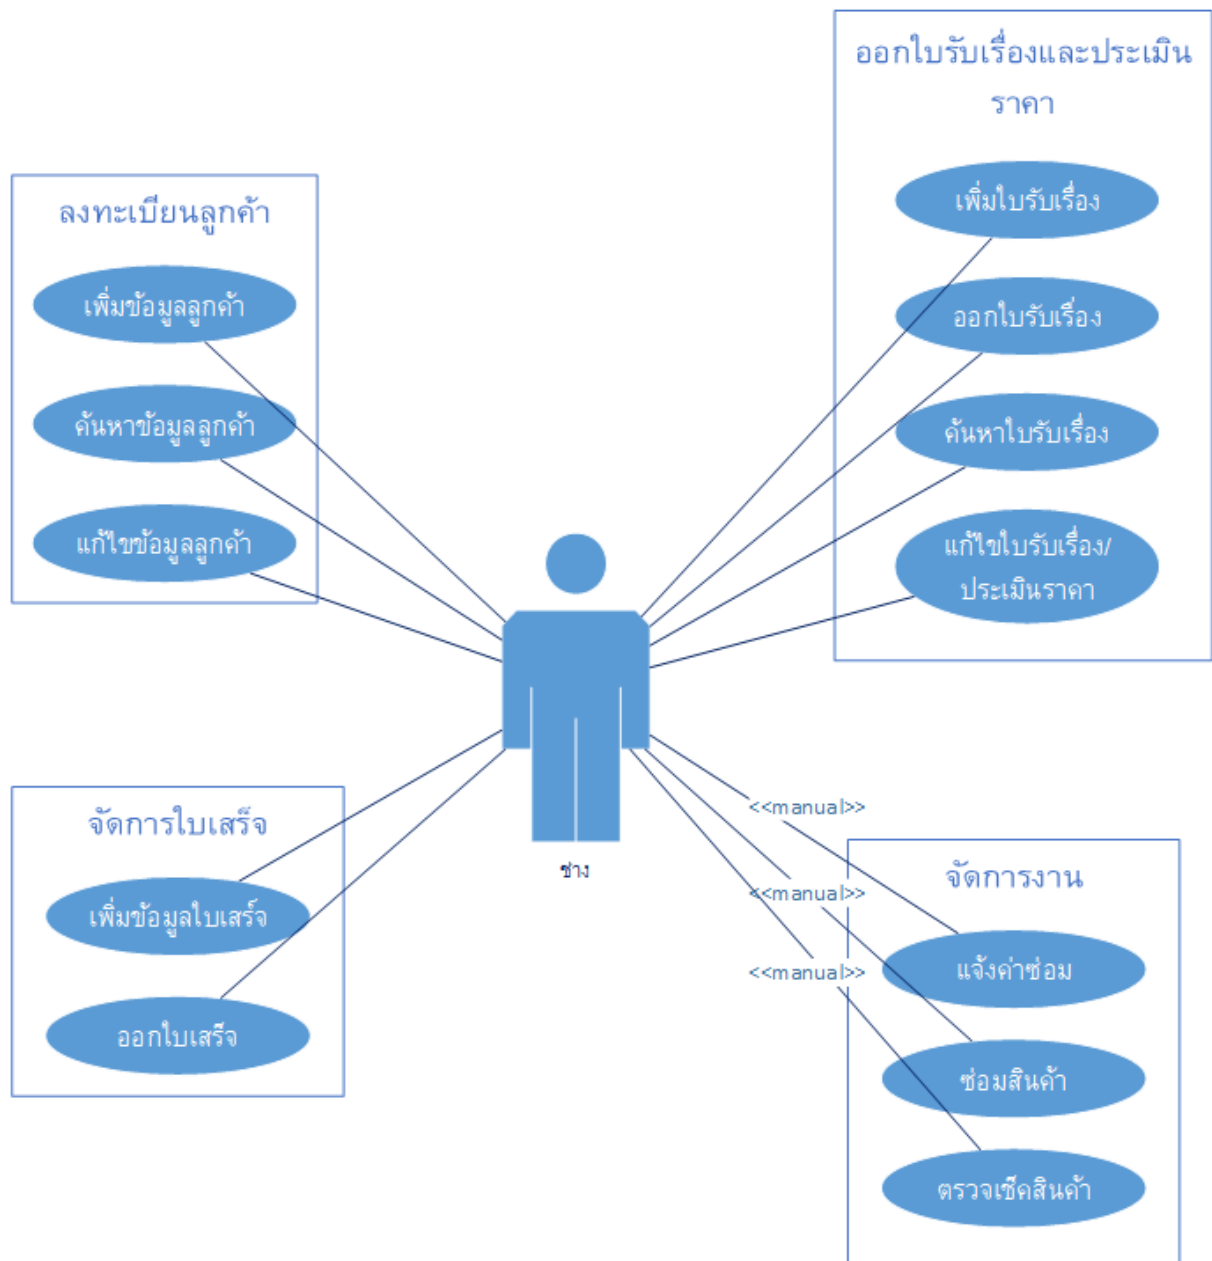 ออกใบรับเรื่องและประเมิน
ราคา
เพิ่มใบรับเรื่อง
ออกใบรับเรื่อง
ค้นหาใบรับเรื่อง
แก้ไขใบรับเรื่อง/
ประเมินราคา
ลงทะเบียนลูกค้า
เพิ่มข้อมูลลูกค้า
ค้นหาข้อมูลลูกค้า
แก้ไขข้อมูลลูกค้า
ช่าง
จัดการใบเสร็จ
เพิ่มข้อมูลใบเสร็จ
ออกใบเสร็จ
<<manual>>
<<manual>>
<<manual>>
จัดการงาน
แจ้งค่าซ่อม
ซ่อมสินค้า
ตรวจเช็คสินค้า